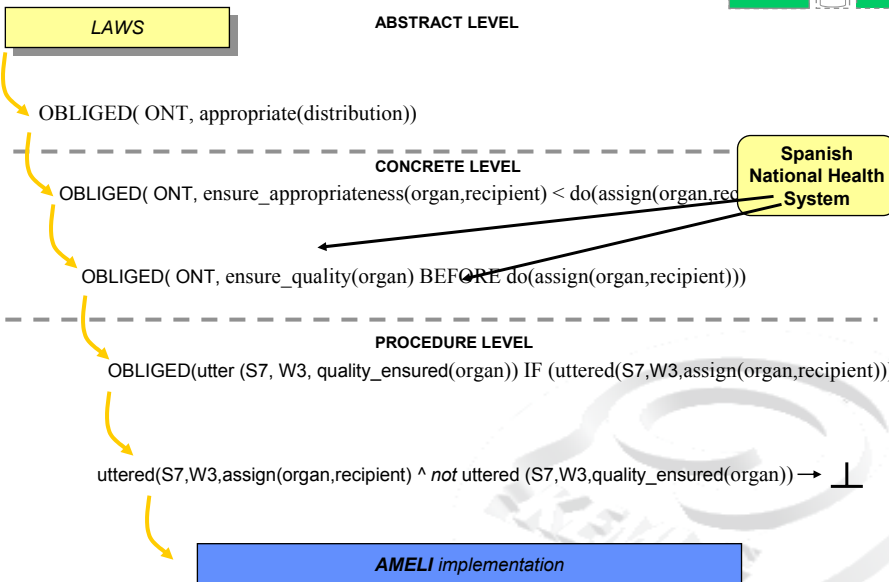 LAWS
ABSTRACT LEVEL
OBLIGED( ONT, appropriate(distribution))
CONCRETE LEVEL
Spanish
National Health
System
OBLIGED( ONT, ensure_appropriateness(organ,recipient) < do(assign(organ,rec
OBLIGED( ONT, ensure_quality(organ) BEFORE do(assign(organ,recipient)))
PROCEDURE LEVEL
OBLIGED(utter (S7, W3, quality_ensured(organ)) IF (uttered(S7,W3,assign(organ,recipient)))
uttered(S7,W3,assign(organ,recipient) ^ not uttered (S7,W3,quality_ensured(organ)) → ⊥
AMELI implementation